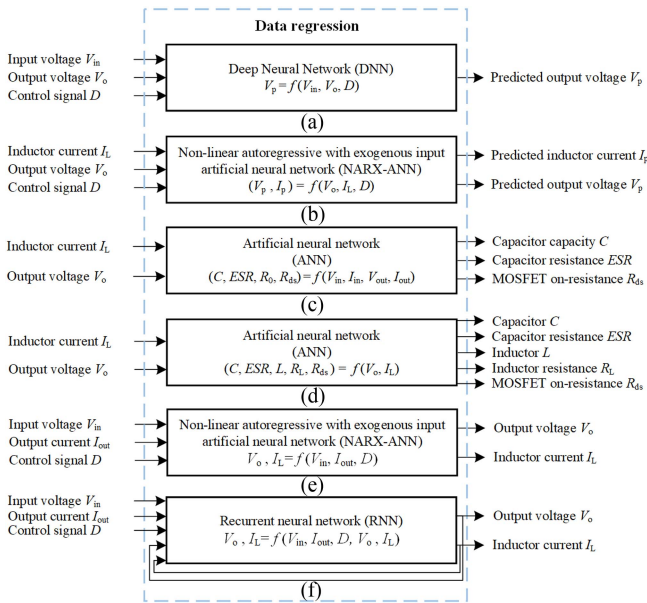 Data regression
Input voltage Vin
Output voltage Vo
Control signal D
Deep Neural Network (DNN)
Vp = f (Vin, Vo, D)
Predicted output voltage Vp
(a)
Inductor current IL
Output voltage Vo
Control signal D
Non-linear autoregressive with exogenous input
artificial neural network (NARX-ANN)
(Vp , Ip) = f (Vo, IL, D)
Predicted inductor current Ip
Predicted output voltage Vp
(b)
Inductor current IL
Output voltage Vo
Artificial neural network
(ANN)
(C, ESR, R0, Rds) = f (Vin, Iin, Vout, Iout)
Capacitor capacity C
Capacitor resistance ESR
MOSFET on-resistance Rds
(c)
Inductor current IL
Output voltage Vo
Artificial neural network
(ANN)
(C, ESR, L, RL, Rds) = f (Vo, IL)
Capacitor C
Capacitor resistance ESR
Inductor L
Inductor resistance RL
MOSFET on-resistance Rds
(d)
Input voltage Vin
Output current Iout
Control signal D
Non-linear autoregressive with exogenous input
artificial neural network (NARX-ANN)
Vo , IL= f (Vin, Iout, D)
Output voltage Vo
Inductor current IL
(e)
Input voltage Vin
Output current Iout
Control signal D
Recurrent neural network (RNN)
Vo , IL= f (Vin, Iout, D, Vo , IL)
Output voltage Vo
Inductor current IL
(f)